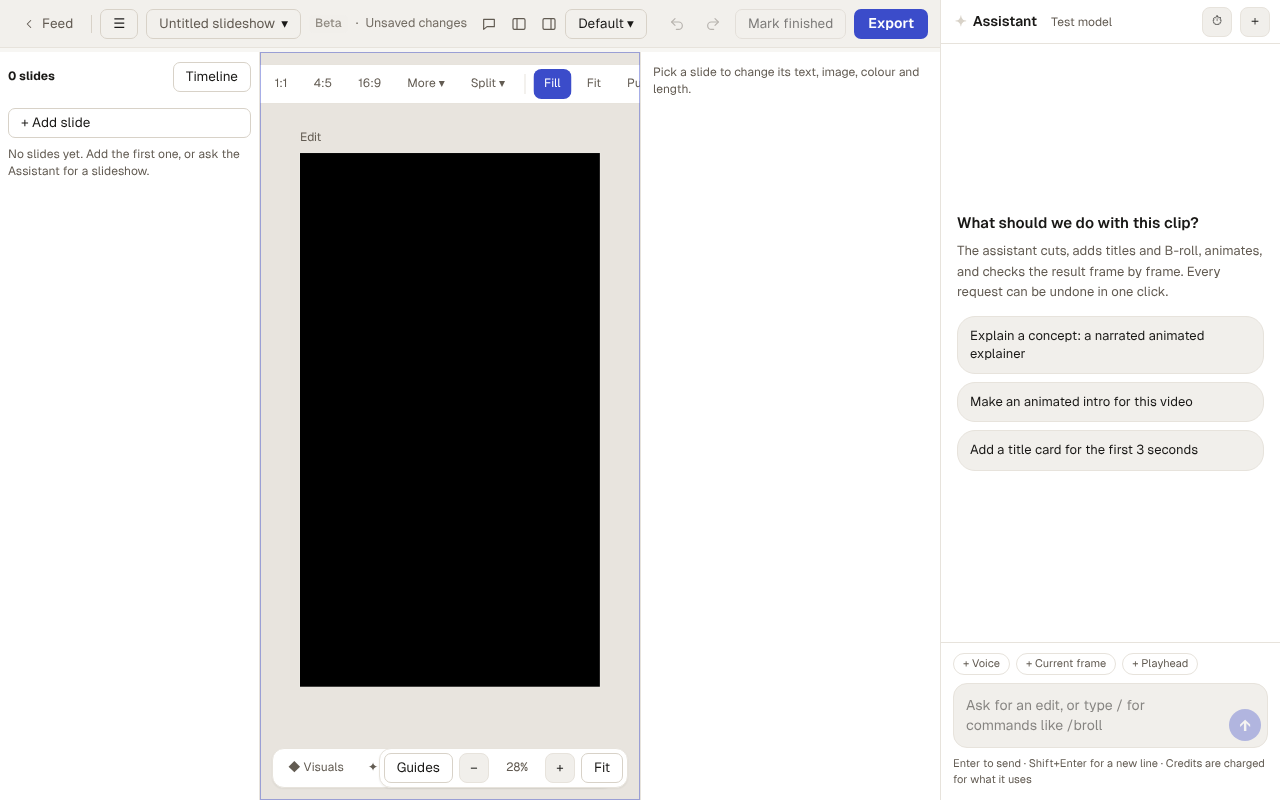 Feed
Untitled slideshow ▾
Beta
· Unsaved changes
Default ▾
Mark finished
Export
Assistant
Test model
0 slides
Timeline
+ Add slide
No slides yet. Add the first one, or ask the
Assistant for a slideshow.
1:1
4:5
16:9
More ▾
Split ▾
Fill
Fit
Pu
Edit
◆ Visuals
Guides
−
28%
+
Fit
Pick a slide to change its text, image, colour and
length.
What should we do with this clip?
The assistant cuts, adds titles and B-roll, animates,
and checks the result frame by frame. Every
request can be undone in one click.
Explain a concept: a narrated animated
explainer
Make an animated intro for this video
Add a title card for the first 3 seconds
+ Voice
+ Current frame
+ Playhead
Ask for an edit, or type / for
commands like /broll
Enter to send · Shift+Enter for a new line · Credits are charged
for what it uses